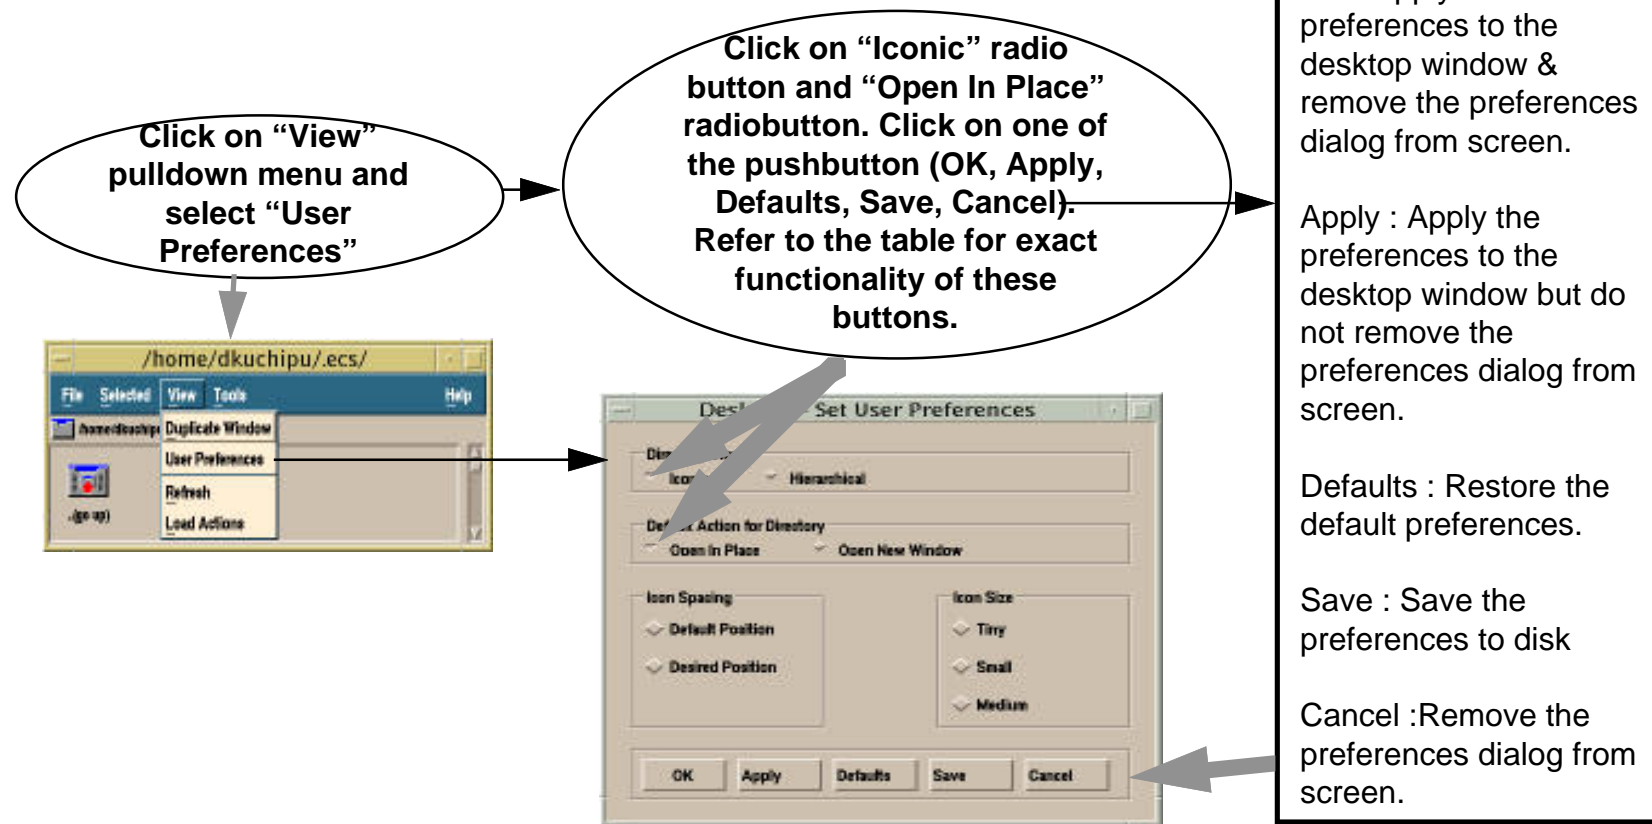 Click on “View”
pulldown menu and
select “User
Preferences”
Click on “Iconic” radio
button and “Open In Place”
radiobutton. Click on one of
the pushbutton (OK, Apply,
Defaults, Save, Cancel).
Refer to the table for exact
functionality of these
buttons.
preferences to the
desktop window &
remove the preferences
dialog from screen.
Apply : Apply the
preferences to the
desktop window but do
not remove the
preferences dialog from
screen.
Defaults : Restore the
default preferences.
Save : Save the
preferences to disk
Cancel :Remove the
preferences dialog from
screen.
/home/dkuchipu/.ecs/
File Selected View Tools Help
/home/dkuchipu
Duplicate Window
User Preferences
Refresh
Load Actions
..(go up)
Set User Preferences
Hierarchical
Action for Directory
Open In Place Open New Window
Icon Spacing Icon Size
Default Position Tiny
Desired Position Small
Medium
OK Apply Defaults Save Cancel